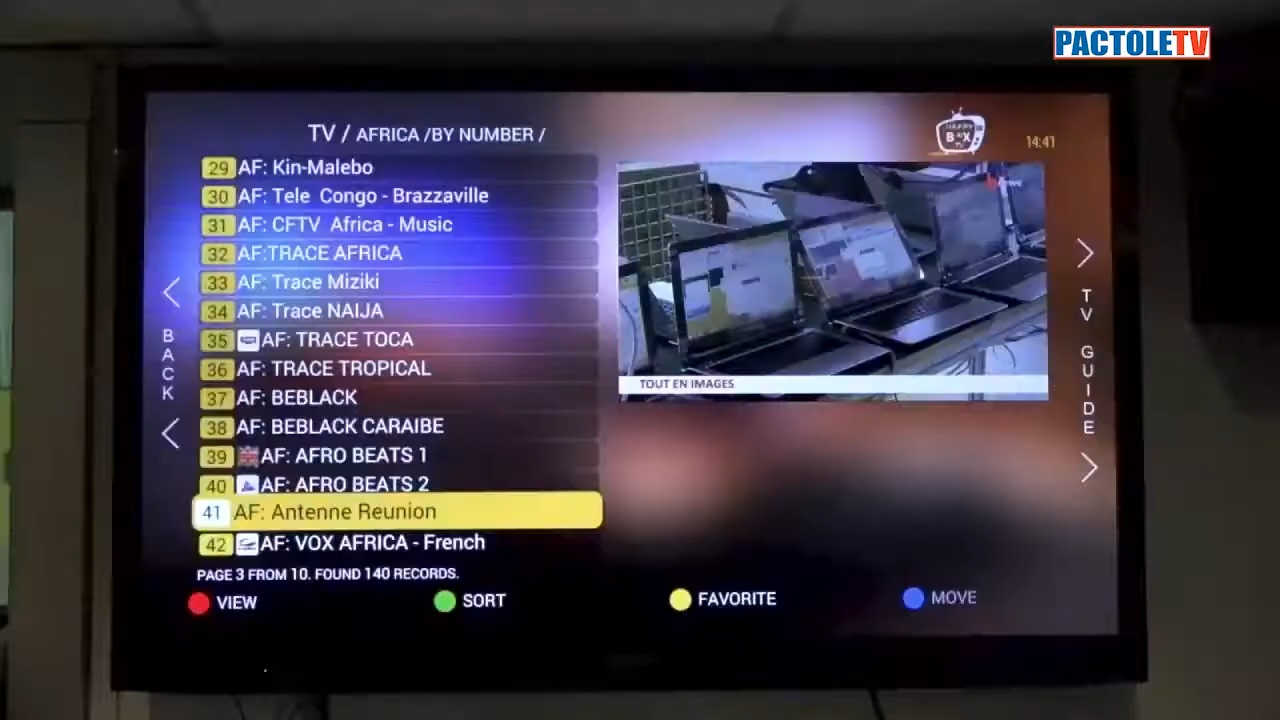 PACTOLETV
TV / AFRICA /BY NUMBER /
HAPPY
BOX
14:41
29 AF: Kin-Malebo
30 AF: Tele Congo - Brazzaville
31 AF: CFTV Africa - Music
32 AF:TRACE AFRICA
33 AF: Trace Miziki
34 AF: Trace NAIJA
35 AF: TRACE TOCA
36 AF: TRACE TROPICAL
37 AF: BEBLACK
38 AF: BEBLACK CARAIBE
39 AF: AFRO BEATS 1
40 AF: AFRO BEATS 2
41 AF: Antenne Reunion
42 AF: VOX AFRICA - French
BACK
TOUT EN IMAGES
TV GUIDE
PAGE 3 FROM 10. FOUND 140 RECORDS.
VIEW SORT FAVORITE MOVE